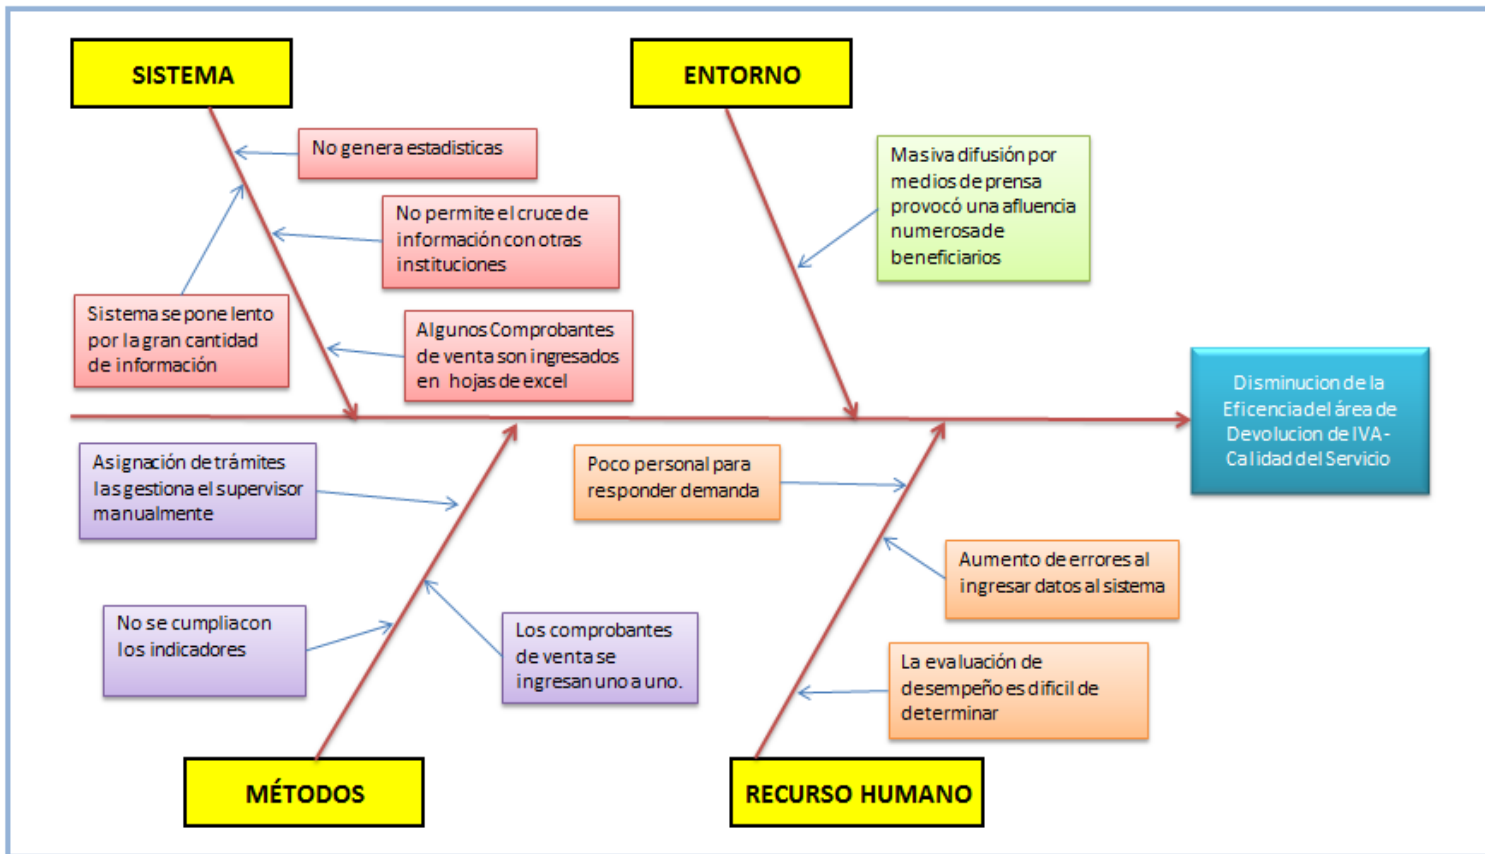 SISTEMA
ENTORNO
No genera estadisticas
Masiva difusión por
medios de prensa
provocó una afluencia
numerosa de
beneficiarios
No permite el cruce de
información con otras
instituciones
Sistema se pone lento
por la gran cantidad
de información
Algunos Comprobantes
de venta son ingresados
en hojas de excel
Disminucion de la
Eficencia del área de
Devolucion de IVA-
Calidad del Servicio
Asignación de trámites
las gestiona el supervisor
manualmente
Poco personal para
responder demanda
Aumento de errores al
ingresar datos al sistema
No se cumplia con
los indicadores
Los comprobantes
de venta se
ingresan uno a uno.
La evaluación de
desempeño es dificil de
determinar
MÉTODOS
RECURSO HUMANO